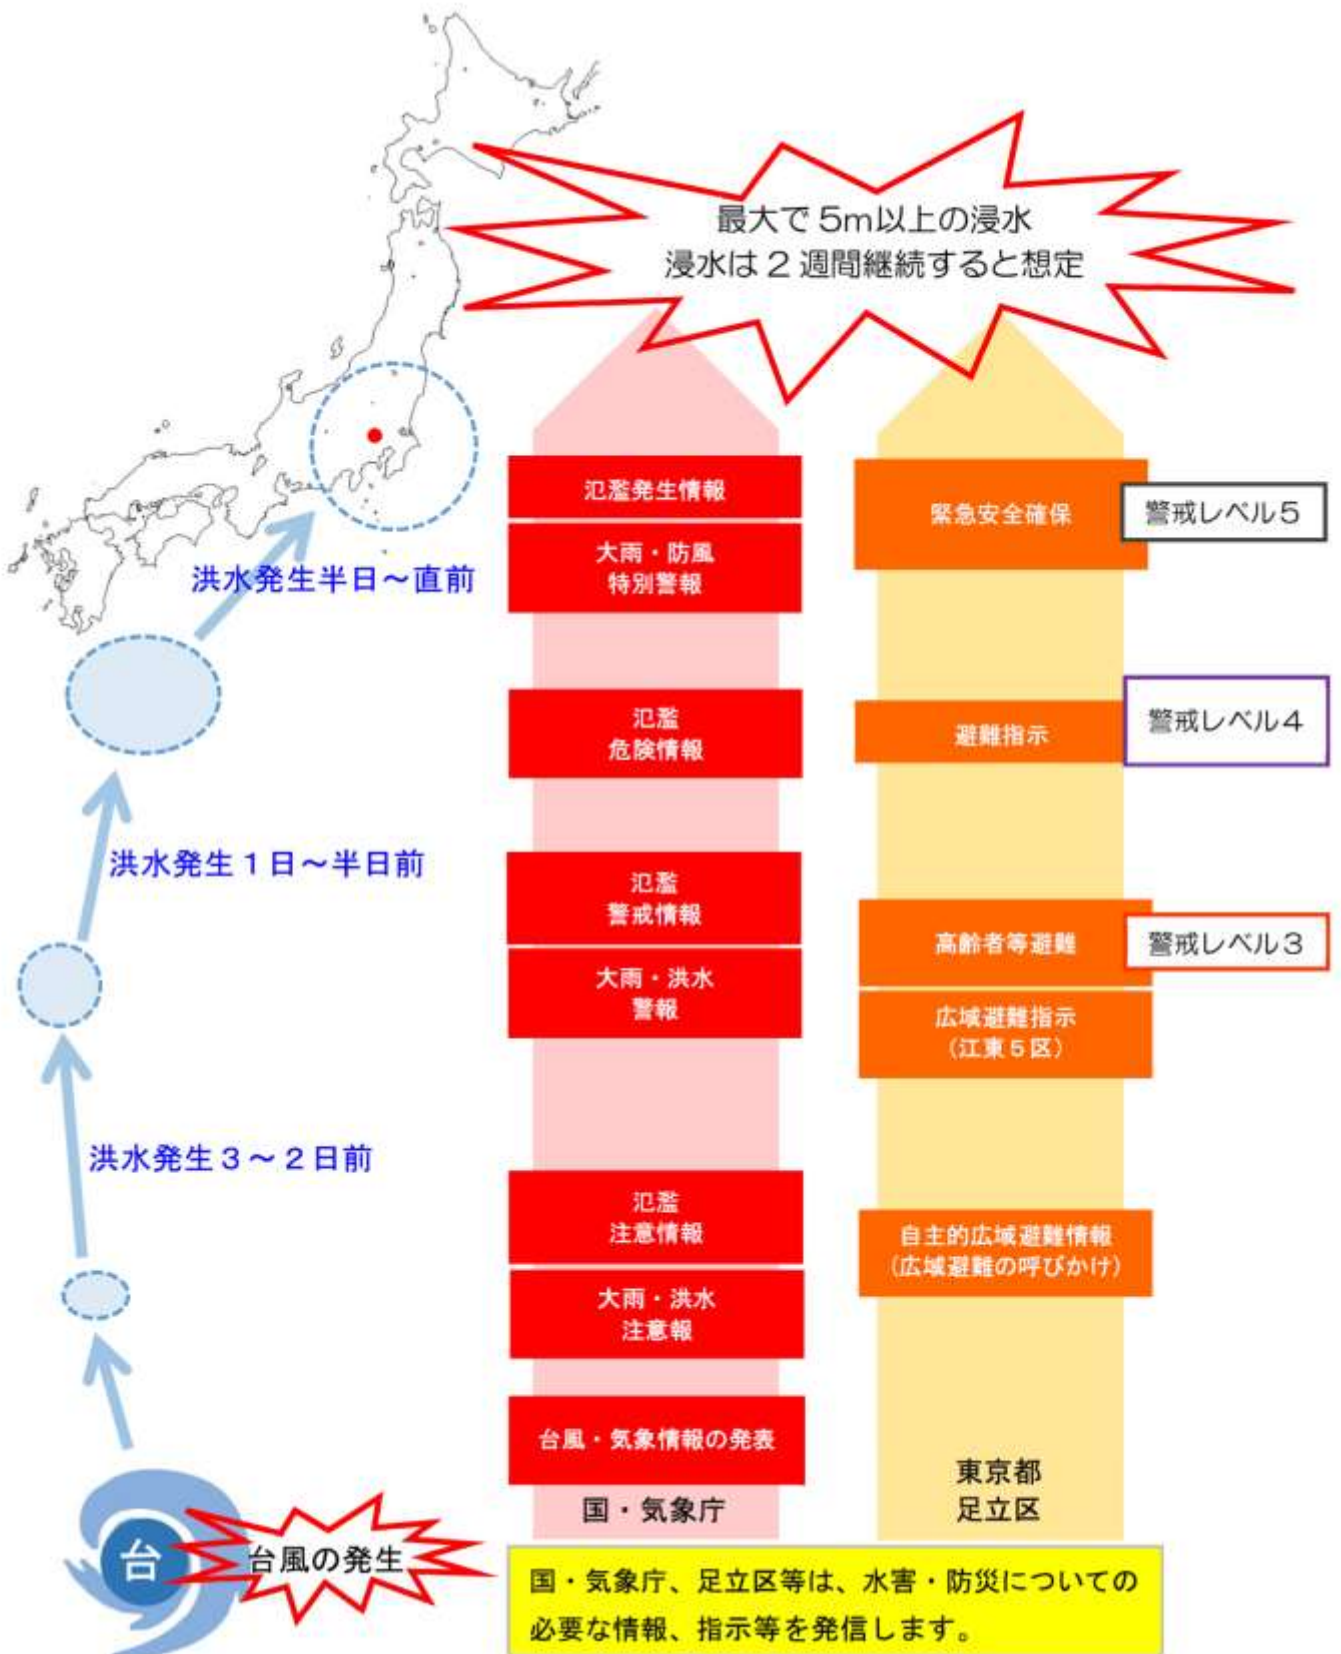 最大で5m以上の浸水
浸水は2週間継続すると想定
氾濫発生情報
大雨・防風
特別警報
緊急安全確保
警戒レベル5
洪水発生半日～直前
氾濫
危険情報
避難指示
警戒レベル4
洪水発生1日～半日前
氾濫
警戒情報
大雨・洪水
警報
高齢者等避難
警戒レベル3
広域避難指示
（江東5区）
洪水発生3～2日前
氾濫
注意情報
大雨・洪水
注意報
自主的広域避難情報
（広域避難の呼びかけ）
台風・気象情報の発表
国・気象庁
東京都
足立区
台
台風の発生
国・気象庁、足立区等は、水害・防災についての
必要な情報、指示等を発信します。